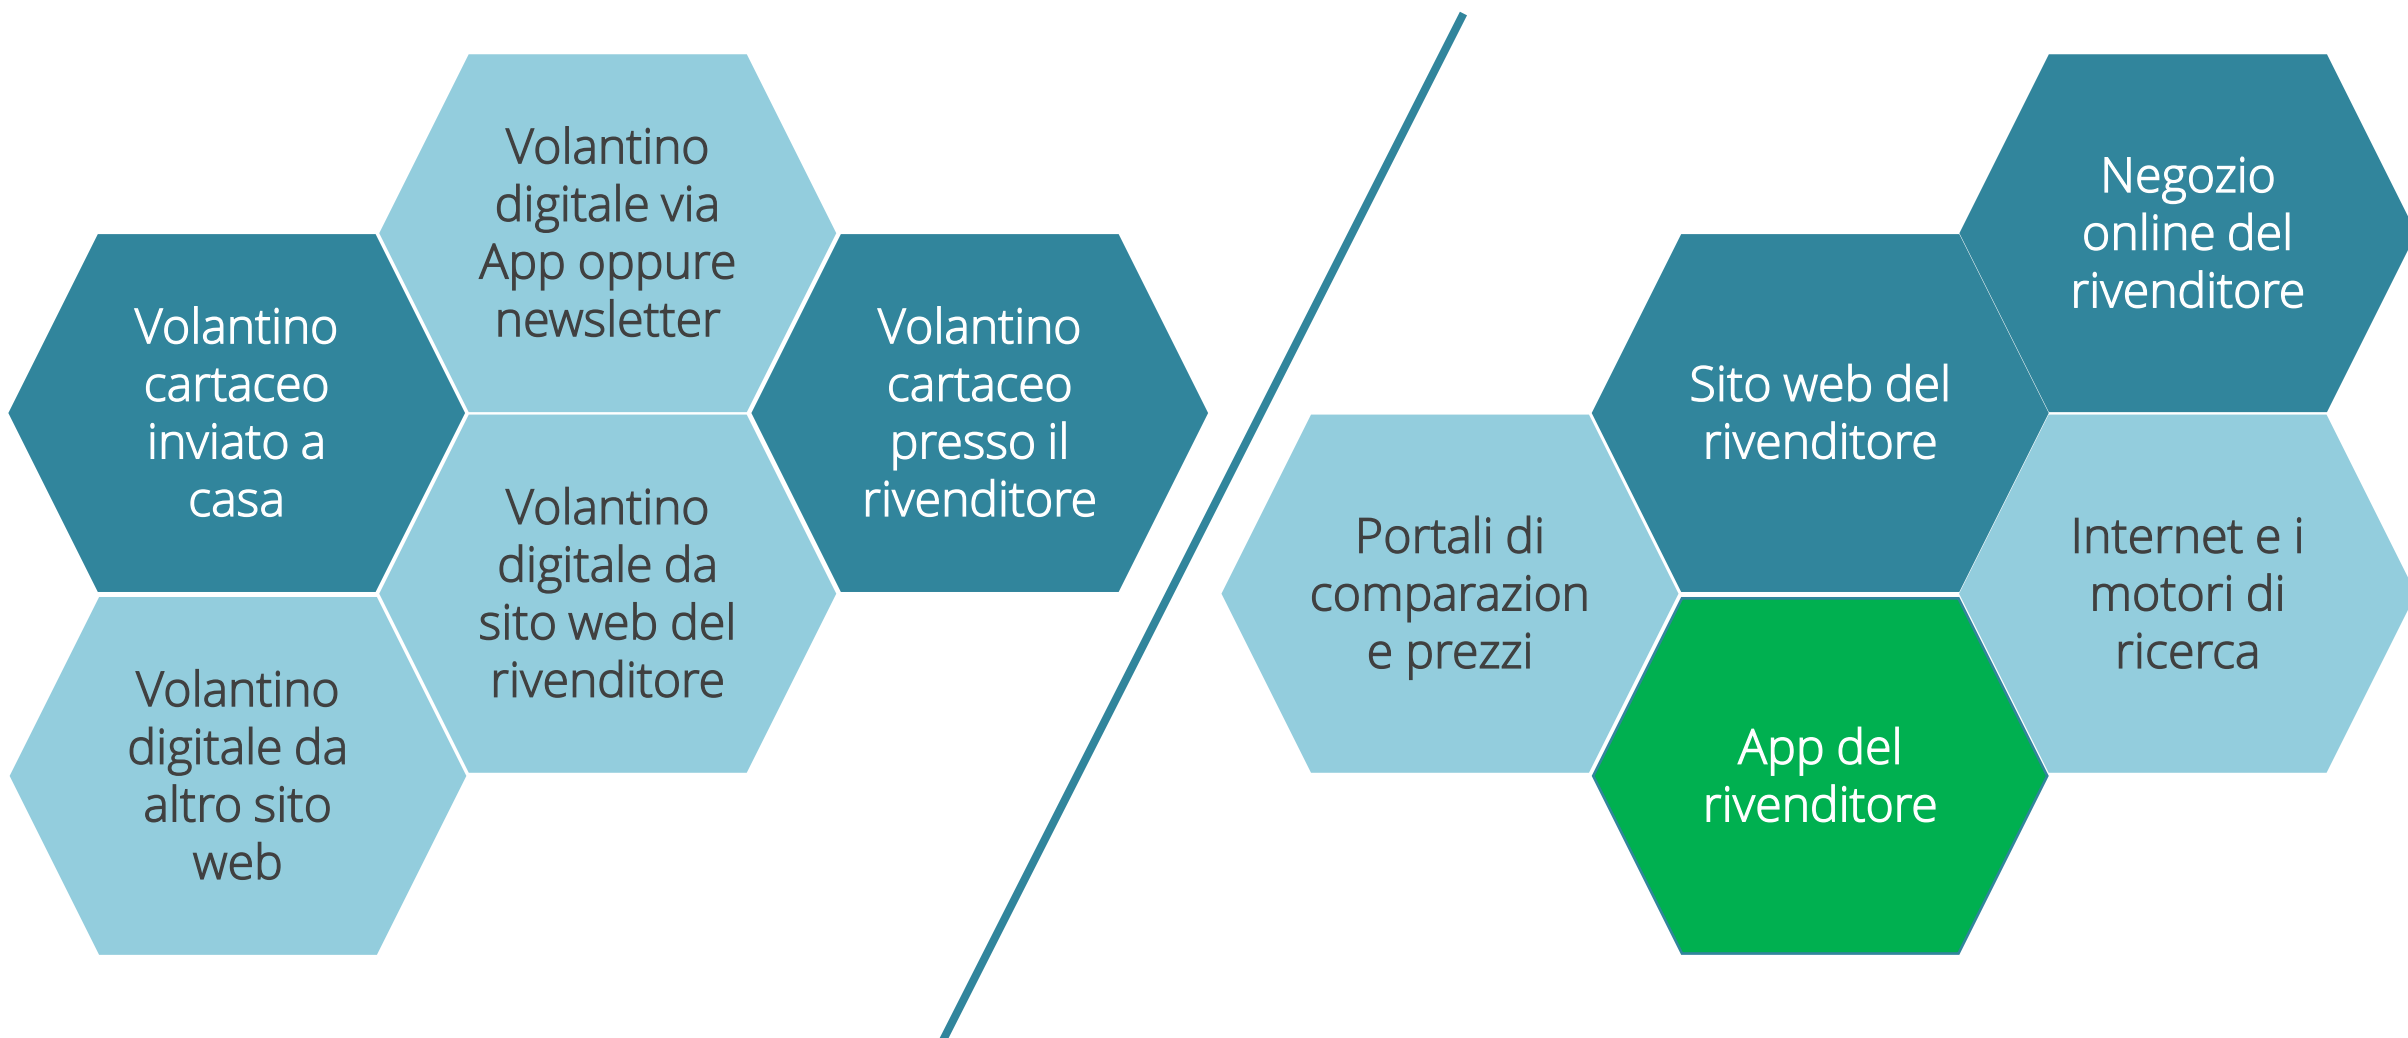 Volantino
digitale via
App oppure
newsletter
Volantino
cartaceo
inviato a
casa
Volantino
cartaceo
presso il
rivenditore
Volantino
digitale da
sito web del
rivenditore
Volantino
digitale da
altro sito
web
Negozio
online del
rivenditore
Sito web del
rivenditore
Portali di
comparazion
e prezzi
Internet e i
motori di
ricerca
App del
rivenditore